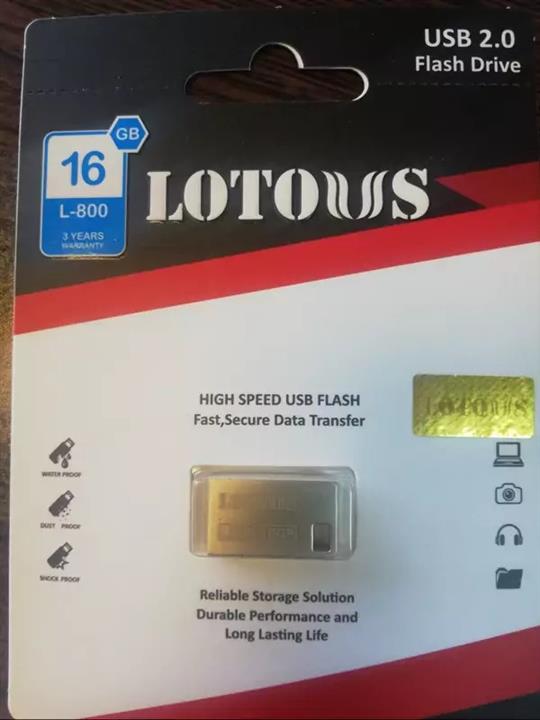 USB 2.0
Flash Drive
GB
16
L-800
3 YEARS
WARRANTY
LOTOUS
HIGH SPEED USB FLASH
Fast,Secure Data Transfer
LOTOUS
WATER PROOF
DUST PROOF
SHOCK PROOF
LOTOUS
Reliable Storage Solution
Durable Performance and
Long Lasting Life